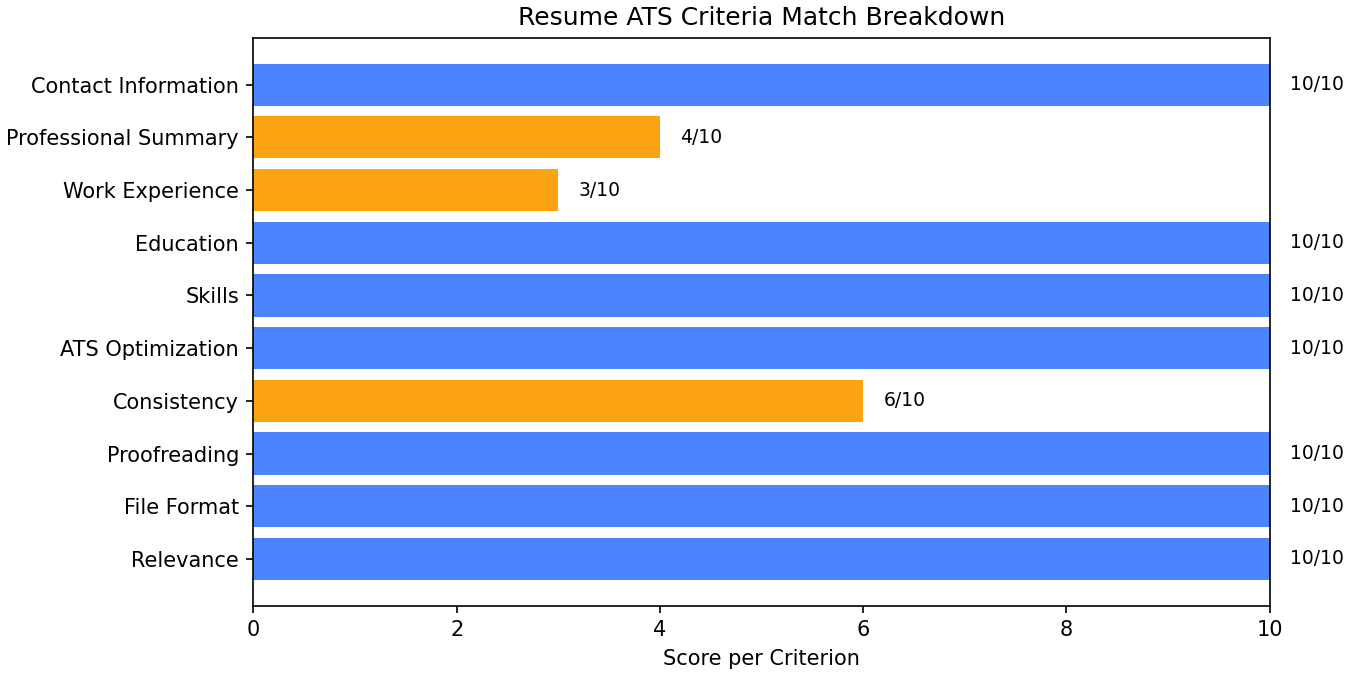 Resume ATS Criteria Match Breakdown
Contact Information 10/10
Professional Summary 4/10
Work Experience 3/10
Education 10/10
Skills 10/10
ATS Optimization 10/10
Consistency 6/10
Proofreading 10/10
File Format 10/10
Relevance 10/10
0 2 4 6 8 10
Score per Criterion